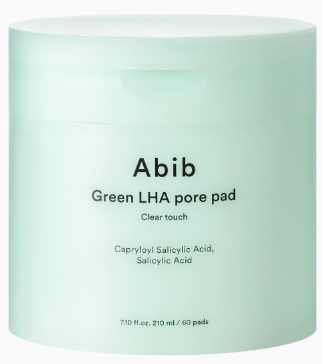 Abib
Green LHA pore pad
Clear touch
Capryloyl Salicylic Acid,
Salicylic Acid
7.10 fl.oz. 210 ml / 60 pads